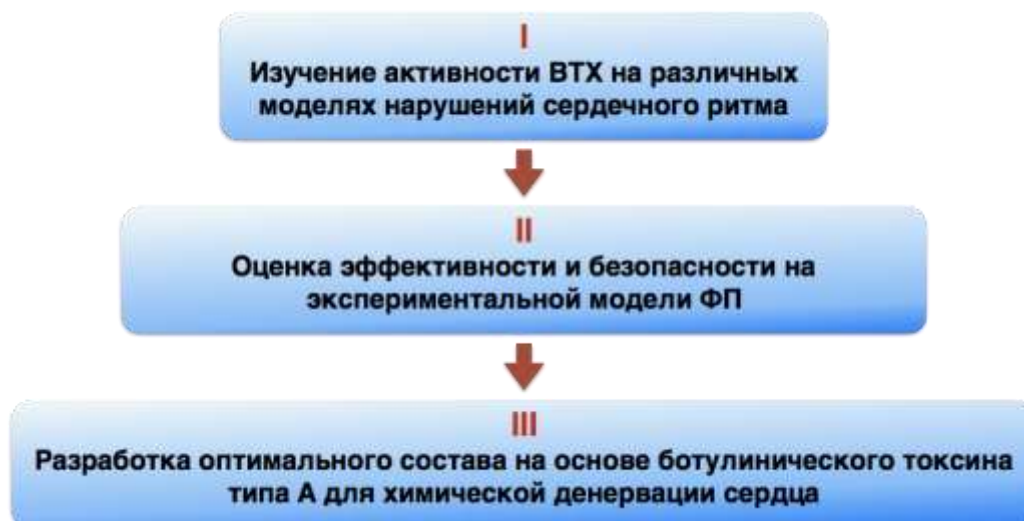 I
Изучение активности BTX на различных
моделях нарушений сердечного ритма
II
Оценка эффективности и безопасности на
экспериментальной модели ФП
III
Разработка оптимального состава на основе ботулинического токсина
типа А для химической денервации сердца